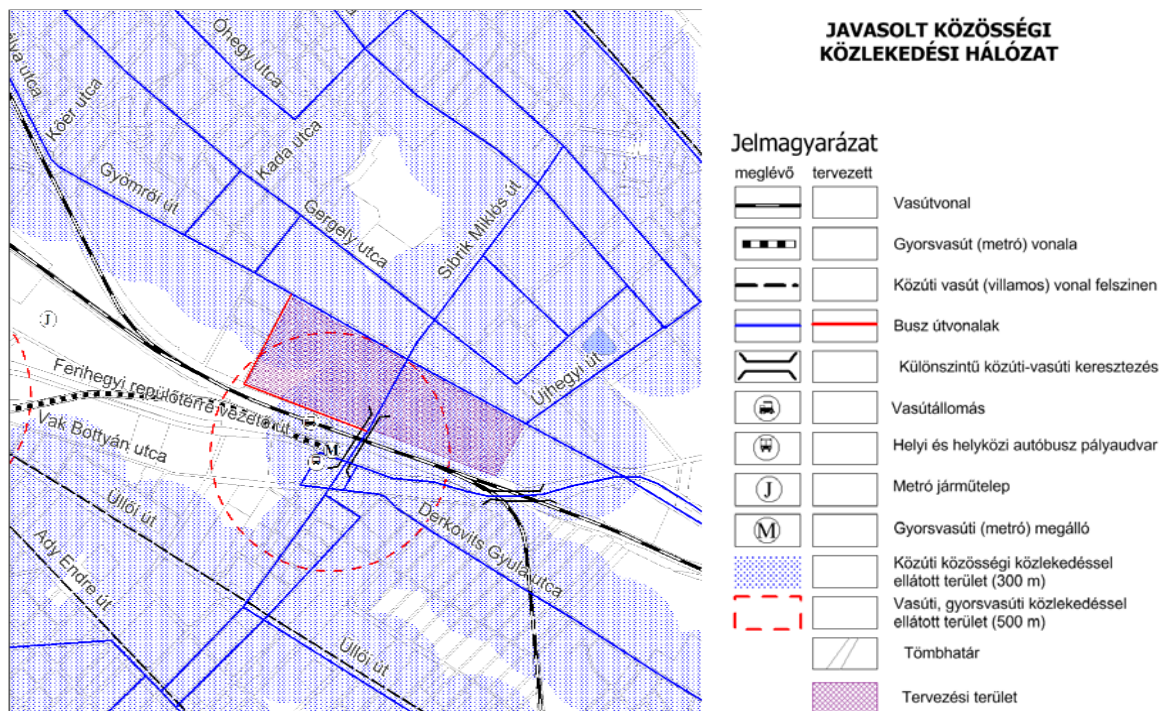 JAVASOLT KÖZÖSSÉGI
KÖZLEKEDÉSI HÁLÓZAT
Jelmagyarázat
meglévő tervezett
Vasútvonal
Gyorsvasút (metró) vonala
Közúti vasút (villamos) vonal felszinen
Busz útvonalak
Különszintű közúti-vasúti keresztezés
Vasútállomás
Helyi és helyközi autóbusz pályaudvar
J
Metró járműtelep
M
Gyorsvasúti (metró) megálló
Közúti közösségi közlekedéssel
ellátott terület (300 m)
Vasúti, gyorsvasúti közlekedéssel
ellátott terület (500 m)
Tömbhatár
Tervezési terület
utca
Kőér utca
Óhegy utca
Kada utca
Gyömrői út
Gergely utca
Sibrik Miklós út
Újhegyi út
J
Ferihegyi repülőtérre vezető út
M
Vak Bottyán utca
Üllői út
Ady Endre út
Derkovits Gyula utca
Üllői út